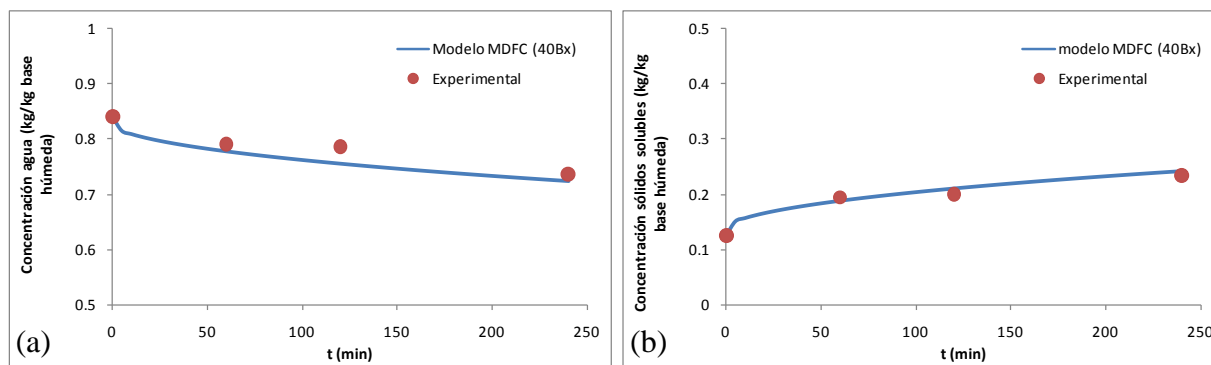 1
0.9
0.8
0.7
0.6
0.5
Concentración agua (kg/kg base
húmeda)
Modelo MDFC (40Bx)
Experimental
0 50 100 150 200 250
t (min)
(a)
0.5
0.4
0.3
0.2
0.1
0
Concentración sólidos solubles (kg/kg
base húmeda)
modelo MDFC (40Bx)
Experimental
0 50 100 150 200 250
t (min)
(b)